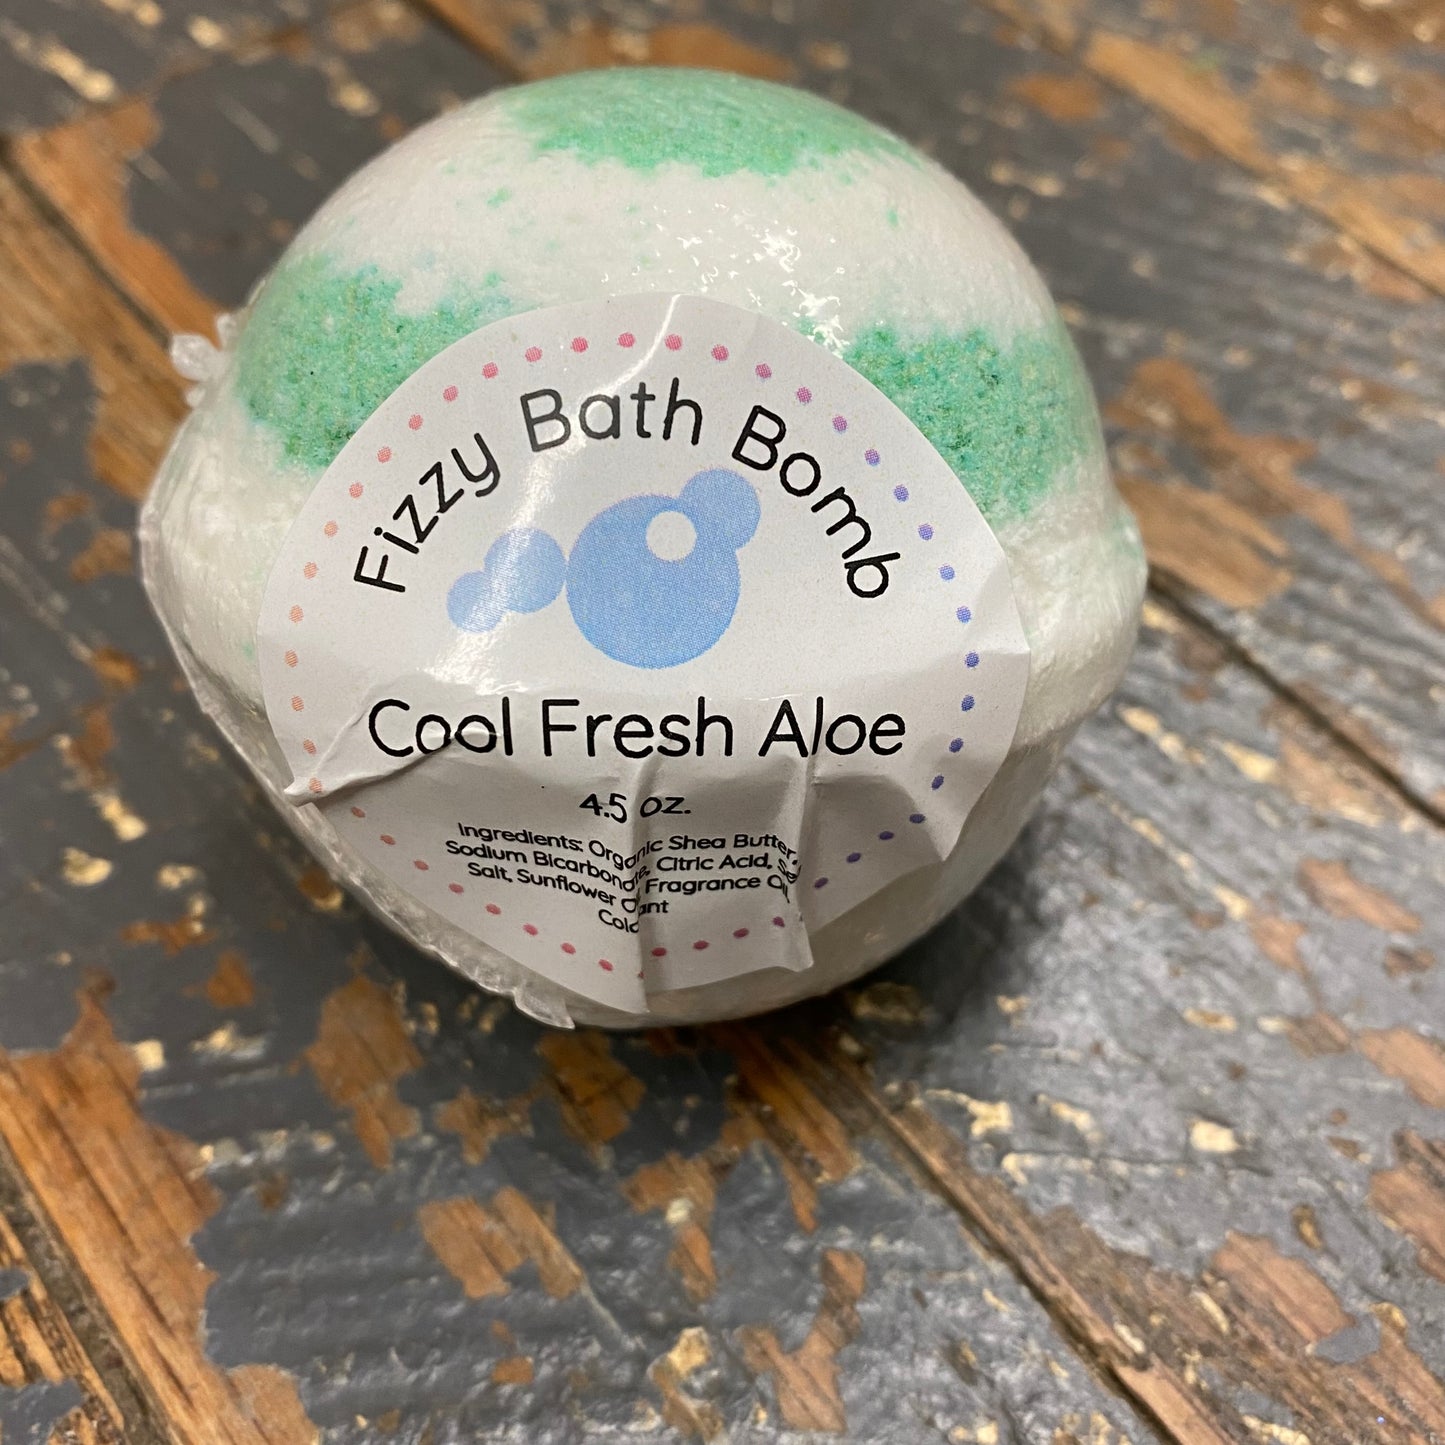 Fizzy Bath Bomb
Cool Fresh Aloe
4.5 oz.
Ingredients: Organic Shea Butter,
Sodium Bicarbonate, Citric Acid,
Salt, Sunflower Fragrance